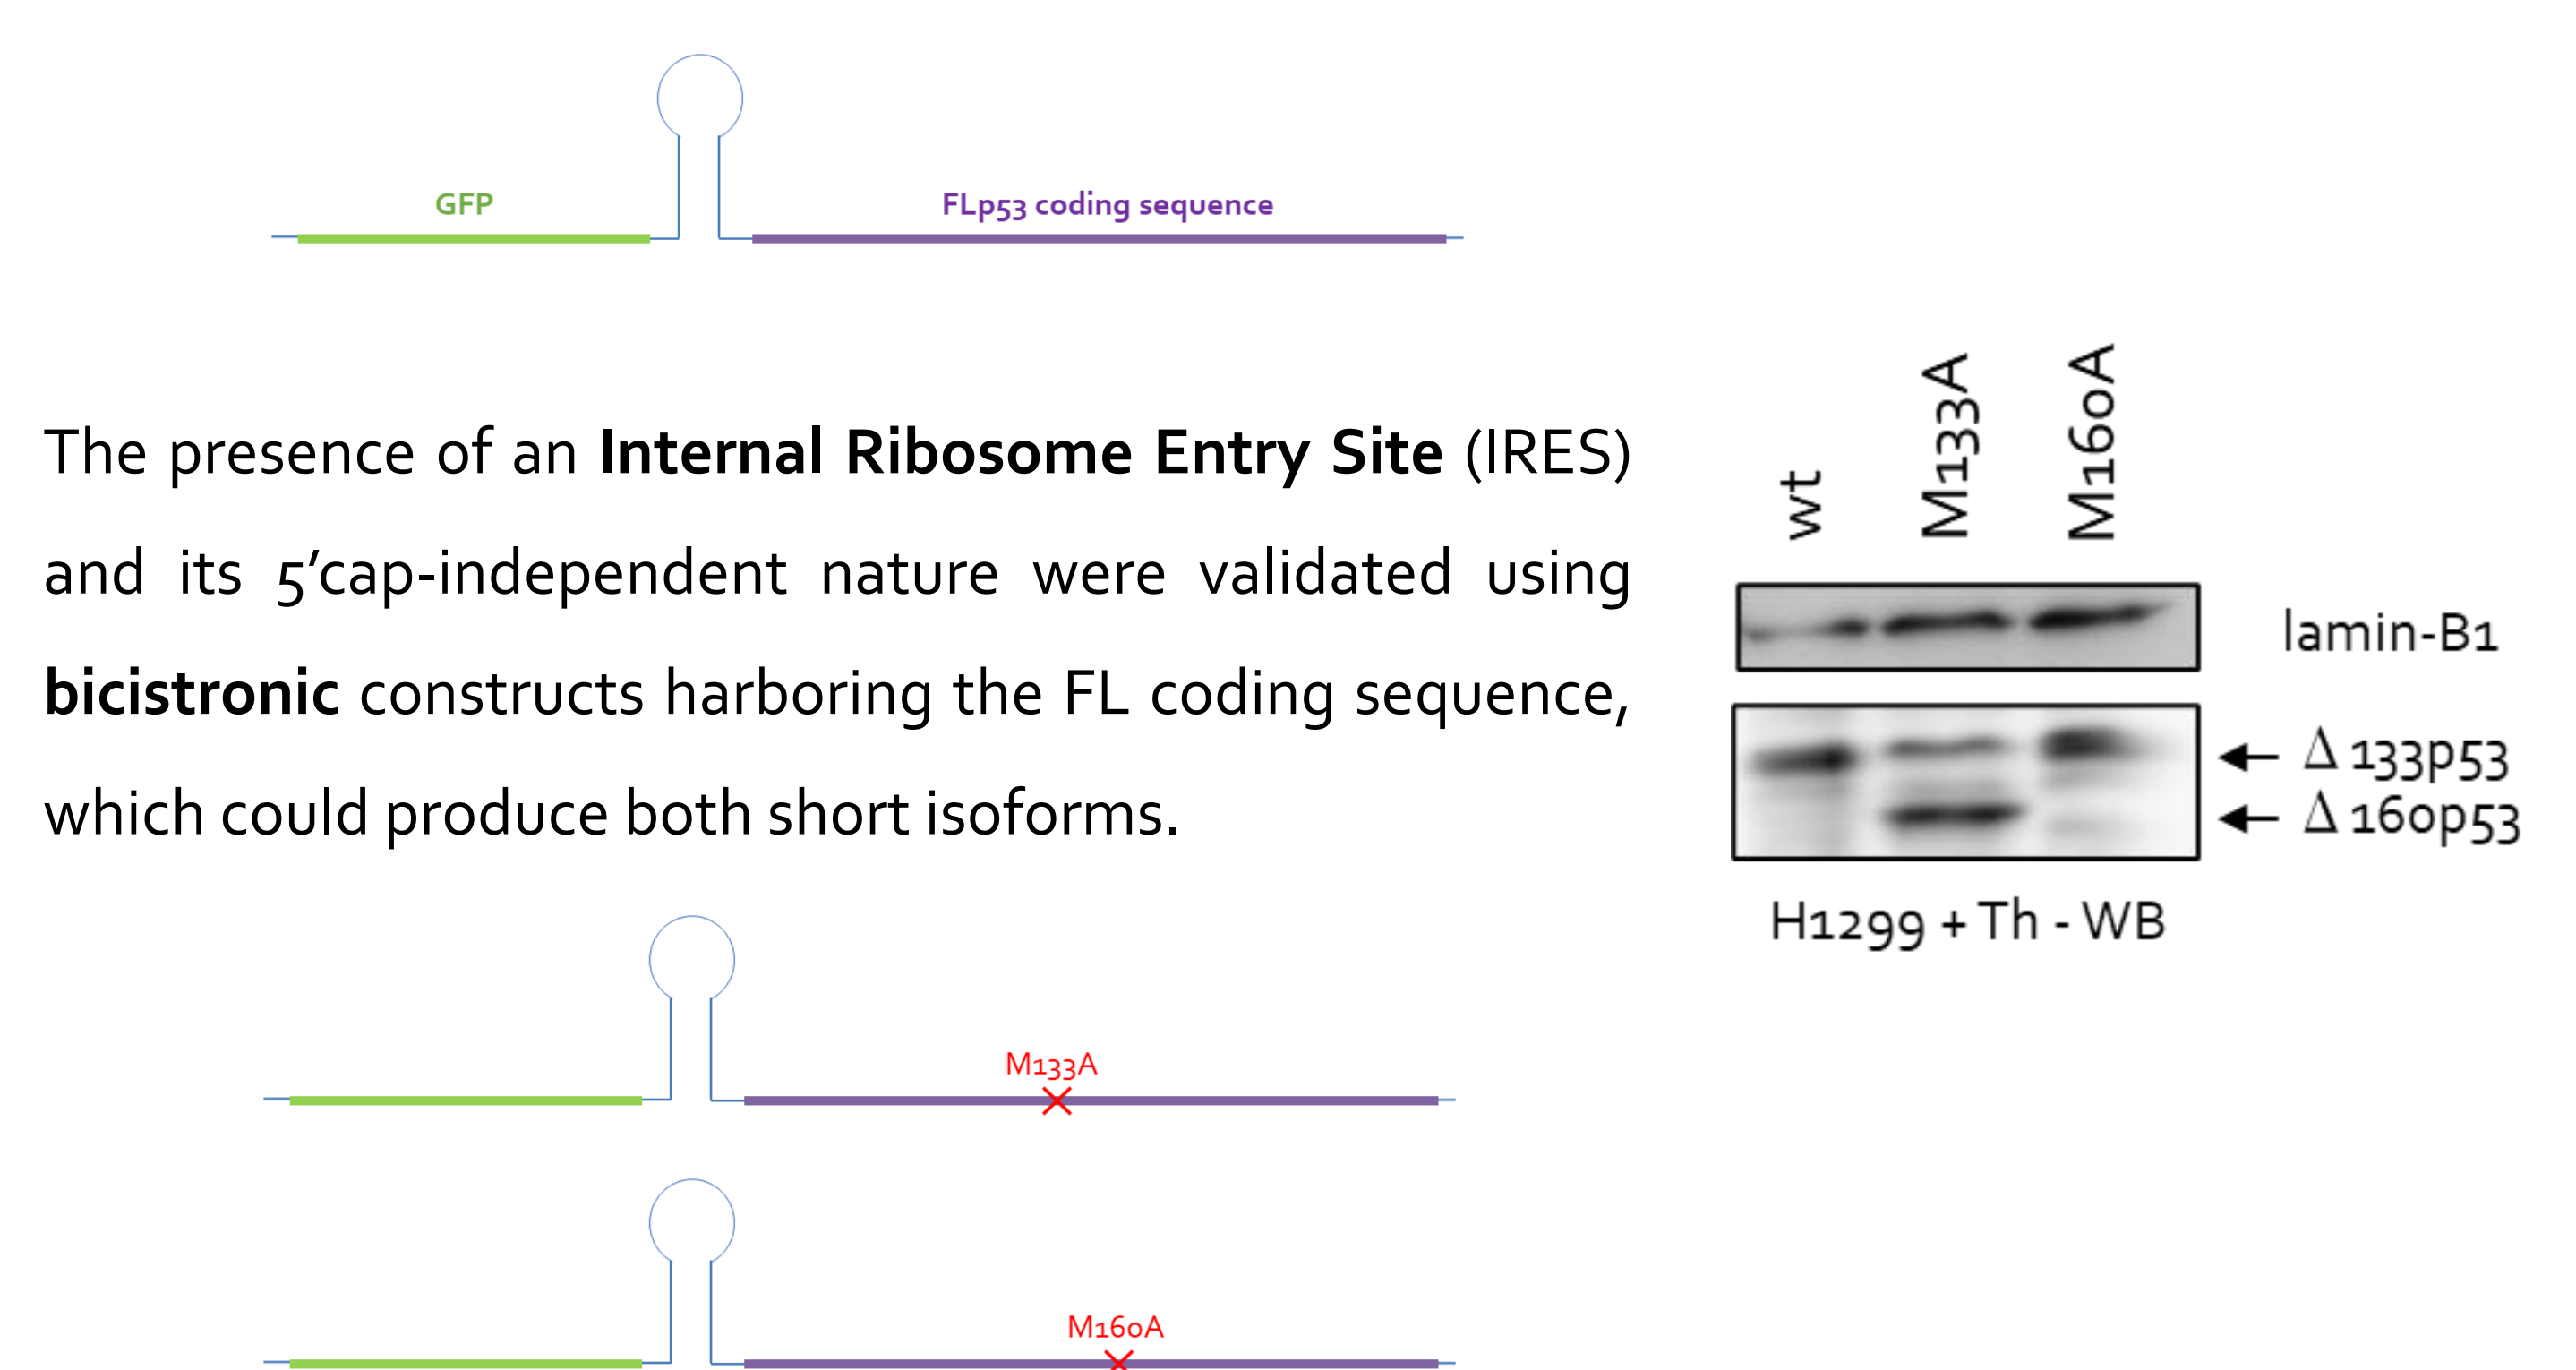 GFP
FLp53 coding sequence
The presence of an Internal Ribosome Entry Site (IRES)
and its 5’cap-independent nature were validated using
bicistronic constructs harboring the FL coding sequence,
which could produce both short isoforms.
wt
M133A
M160A
lamin-B1
Δ 133p53
Δ 160p53
H1299 + Th - WB
M133A
M160A